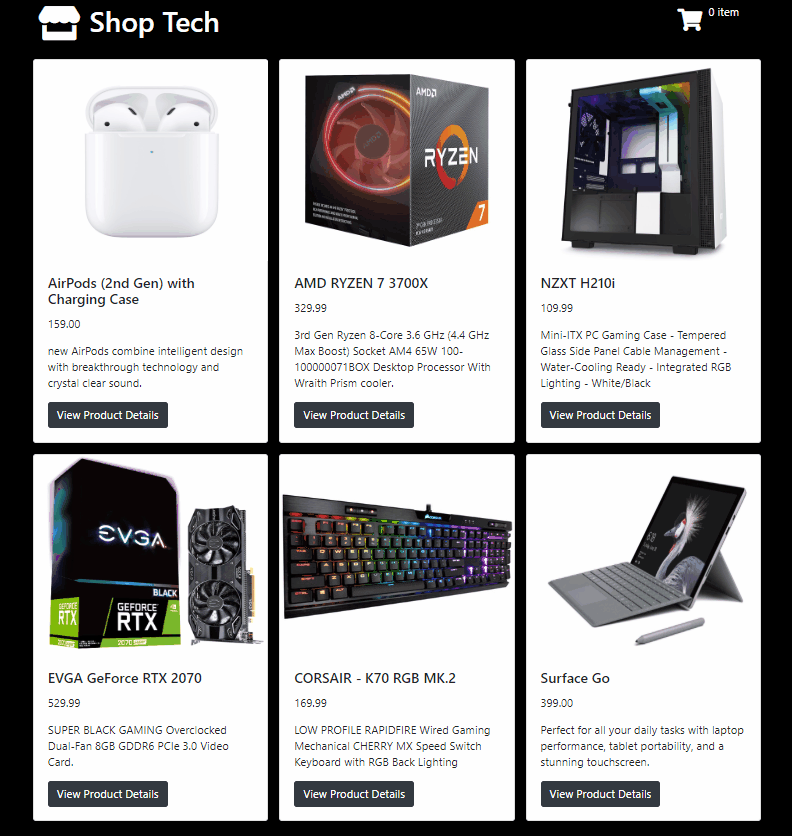 Shop Tech
0 item
AMD
AMD
RYZEN
7
AirPods (2nd Gen) with
Charging Case
159.00
new AirPods combine intelligent design
with breakthrough technology and
crystal clear sound.
View Product Details
AMD RYZEN 7 3700X
329.99
3rd Gen Ryzen 8-Core 3.6 GHz (4.4 GHz
Max Boost) Socket AM4 65W 100-
100000071BOX Desktop Processor With
Wraith Prism cooler.
View Product Details
NZXT H210i
109.99
Mini-ITX PC Gaming Case - Tempered
Glass Side Panel Cable Management -
Water-Cooling Ready - Integrated RGB
Lighting - White/Black
View Product Details
EVGA
BLACK
GEFORCE
RTX
GEFORCE
RTX
2070
EVGA GeForce RTX 2070
529.99
SUPER BLACK GAMING Overclocked
Dual-Fan 8GB GDDR6 PCIe 3.0 Video
Card.
View Product Details
CORSAIR - K70 RGB MK.2
169.99
LOW PROFILE RAPIDFIRE Wired Gaming
Mechanical CHERRY MX Speed Switch
Keyboard with RGB Back Lighting
View Product Details
Surface Go
399.00
Perfect for all your daily tasks with laptop
performance, tablet portability, and a
stunning touchscreen.
View Product Details